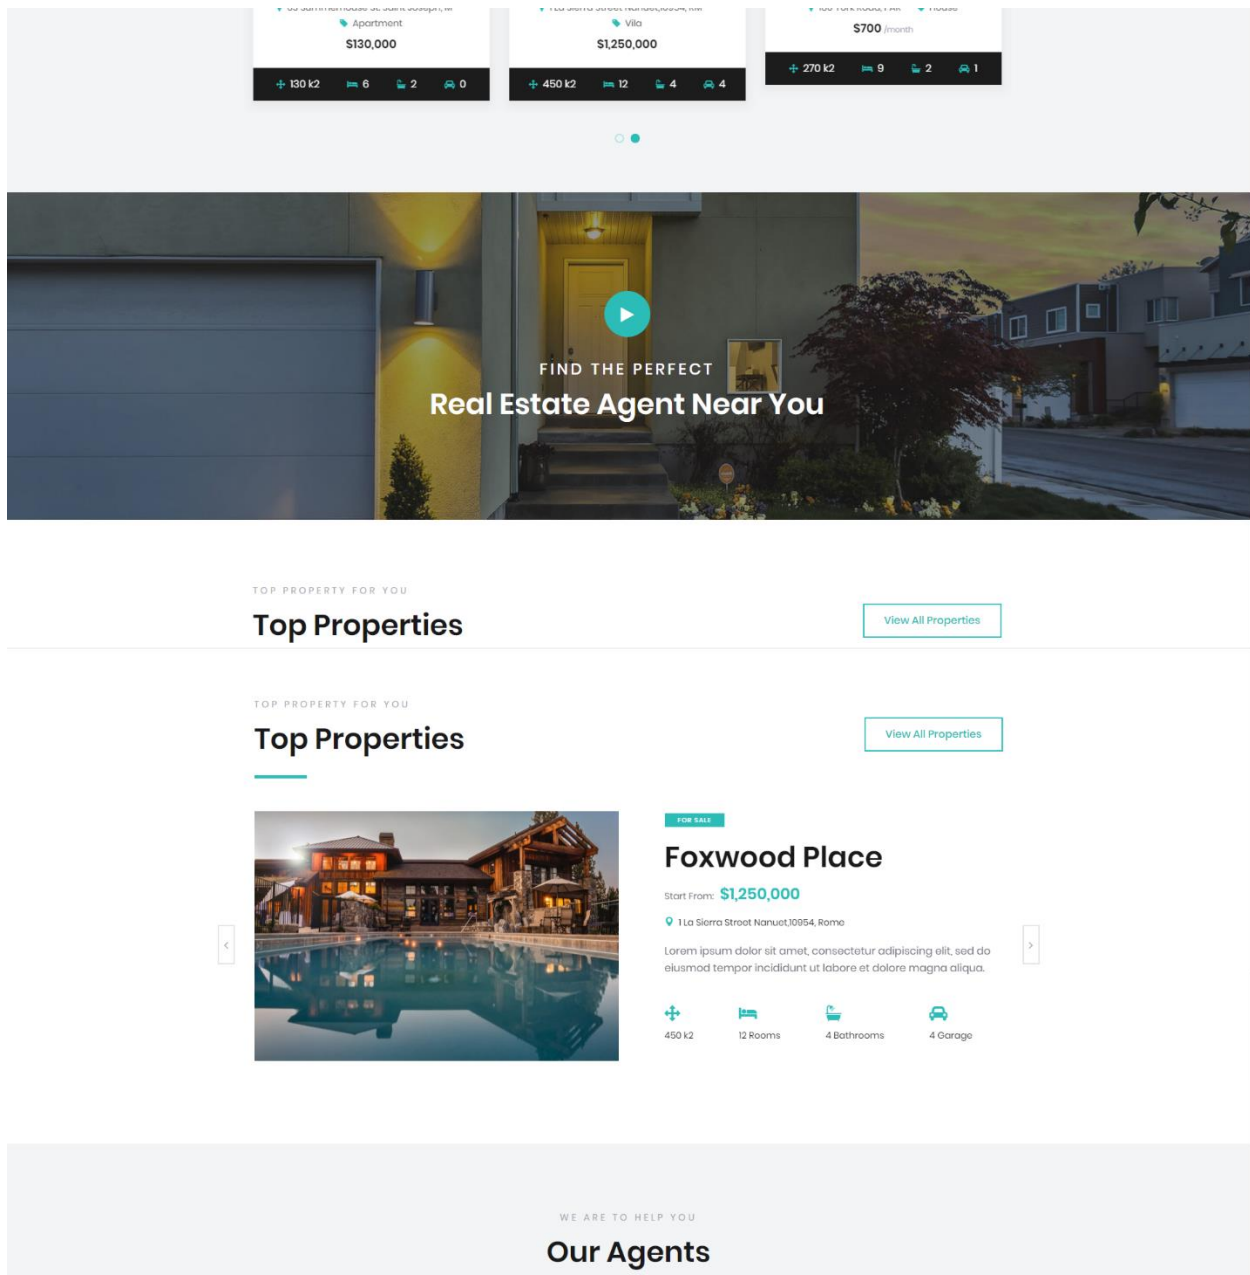 Apartment
$130,000
130 k2 6 2 0
Vila
$1,250,000
450 k2 12 4 4
$700 /month
270 k2 9 2 1
FIND THE PERFECT
Real Estate Agent Near You
TOP PROPERTY FOR YOU
Top Properties
View All Properties
TOP PROPERTY FOR YOU
Top Properties
View All Properties
FOR SALE
Foxwood Place
Start From: $1,250,000
1 La Sierra Street Nanuet,10954, Rome
Lorem ipsum dolor sit amet, consectetur adipiscing elit, sed do
eiusmod tempor incididunt ut labore et dolore magna aliqua.
450 k2 12 Rooms 4 Bathrooms 4 Garage
WE ARE TO HELP YOU
Our Agents